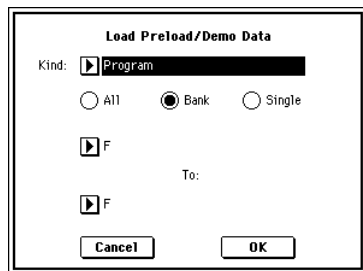 Load Preload/Demo Data
Kind: Program
All Bank Single
F
To:
F
Cancel OK